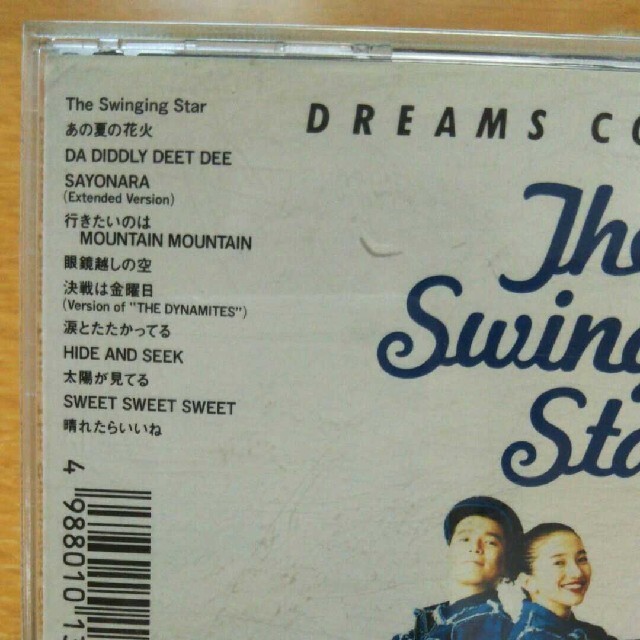 The Swinging Star
あの夏の花火
DA DIDDLY DEET DEE
SAYONARA
(Extended Version)
行きたいのは
MOUNTAIN MOUNTAIN
眼鏡越しの空
決戦は金曜日
(Version of "THE DYNAMITES")
涙とたたかってる
HIDE AND SEEK
太陽が見てる
SWEET SWEET SWEET
晴れたらいいね
DREAMS
The
Swing
Sta
4 988010 1